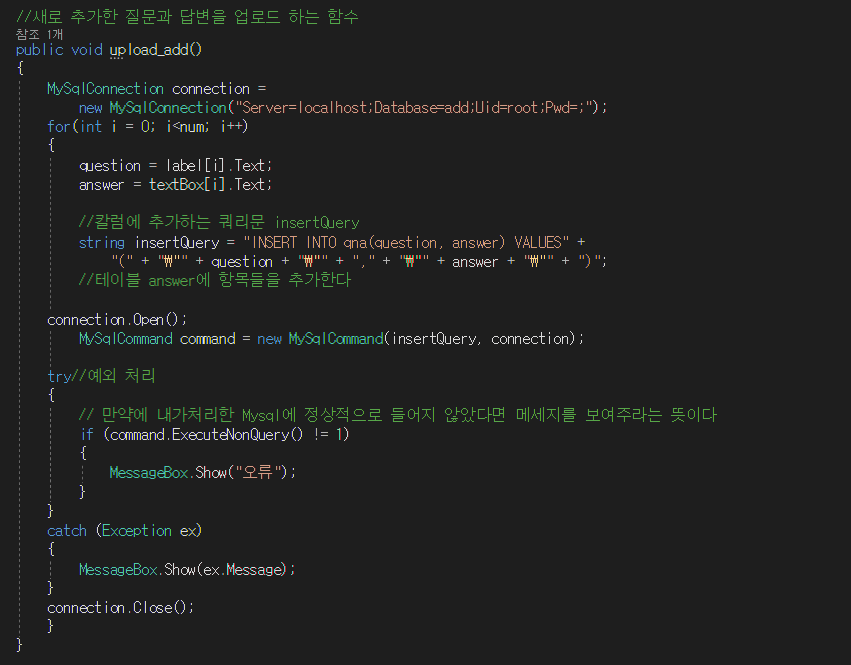 //새로 추가한 질문과 답변을 업로드 하는 함수
참조 1개
public void upload_add()
{
MySqlConnection connection =
new MySqlConnection("Server=localhost;Database=add;Uid=root;Pwd=;");
for(int i = 0; i<num; i++)
{
question = label[i].Text;
answer = textBox[i].Text;
//칼럼에 추가하는 쿼리문 insertQuery
string insertQuery = "INSERT INTO qna(question, answer) VALUES" +
"(" + "₩"" + question + "₩"" + "," + "₩"" + answer + "₩"" + ")";
//테이블 answer에 항목들을 추가한다
connection.Open();
MySqlCommand command = new MySqlCommand(insertQuery, connection);
try//예외 처리
{
// 만약에 내가처리한 Mysql에 정상적으로 들어지 않았다면 메세지를 보여주라는 뜻이다
if (command.ExecuteNonQuery() != 1)
{
MessageBox.Show("오류");
}
}
catch (Exception ex)
{
MessageBox.Show(ex.Message);
}
connection.Close();
}
}